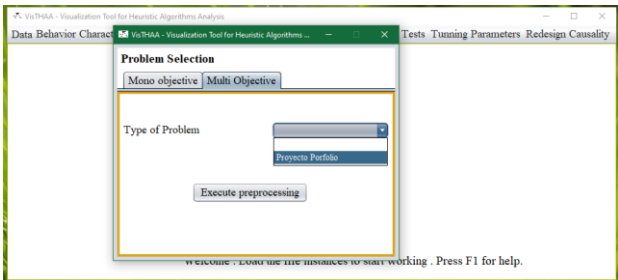 VisTHAA - Visualization Tool for Heuristic Algorithms Analysis
Data Behavior Charact
Tests Tunning Parameters Redesign Causality
VisTHAA - Visualization Tool for Heuristic Algorithms ...
Problem Selection
Mono objective Multi Objective
Type of Problem
Proyecto Porfolio
Execute preprocessing
Welcome . Load the file instances to start working . Press F1 for help.